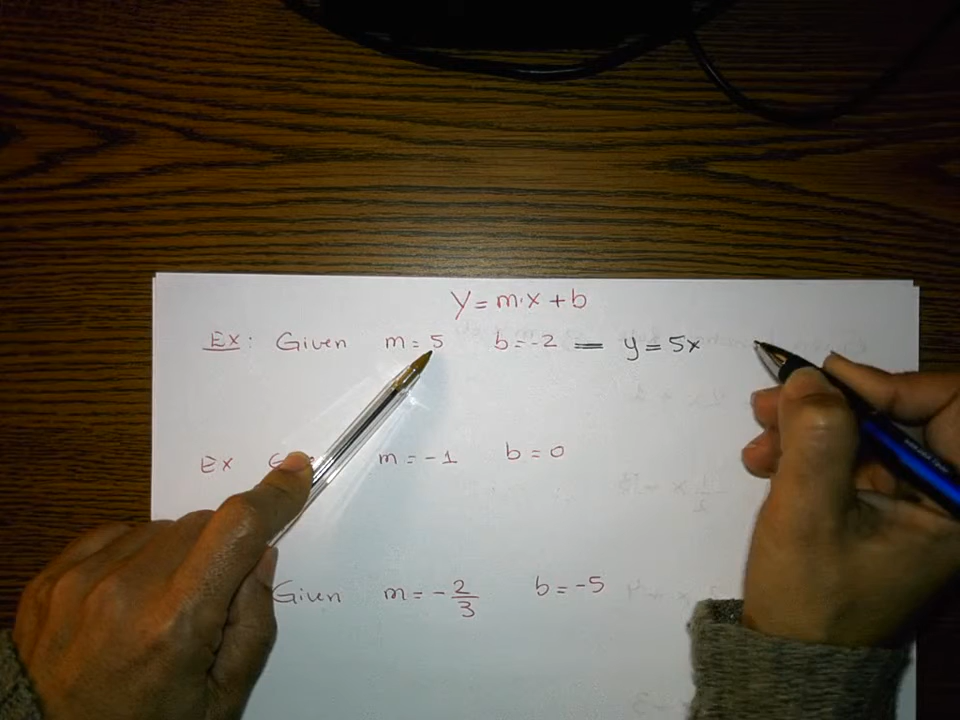 y = m·x + b
Ex: Given m = 5 b = -2 — y = 5x
Ex m = -1 b = 0
Given m = -2/3 b = -5